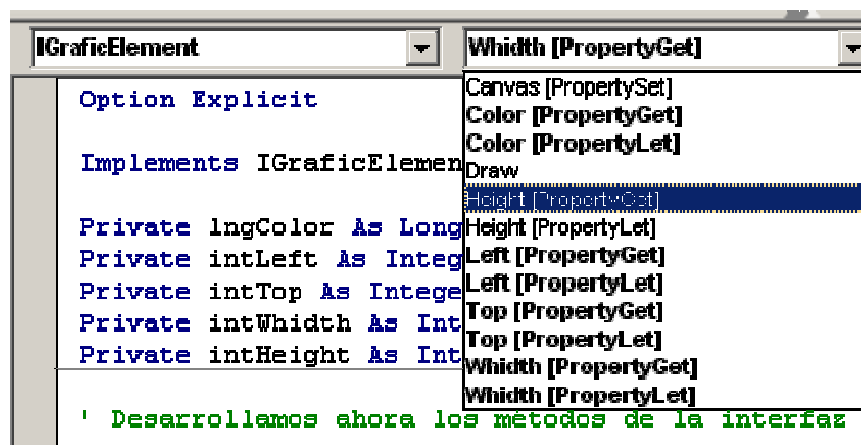 IGraficElement
Whidth [PropertyGet]
Canvas [PropertySet]
Color [PropertyGet]
Color [PropertyLet]
Draw
Height [PropertyGet]
Height [PropertyLet]
Left [PropertyGet]
Left [PropertyLet]
Top [PropertyGet]
Top [PropertyLet]
Whidth [PropertyGet]
Whidth [PropertyLet]
Option Explicit
Implements IGraficElemen
Private lngColor As Long
Private intLeft As Integ
Private intTop As Intege
Private intWhidth As Int
Private intHeight As Int
' Desarrollamos ahora los métodos de la interfaz